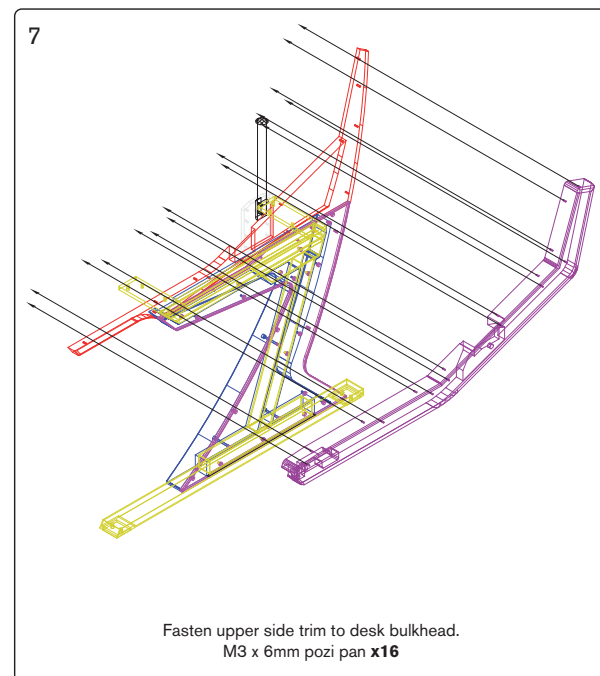 7
Fasten upper side trim to desk bulkhead.
M3 x 6mm pozi pan x16